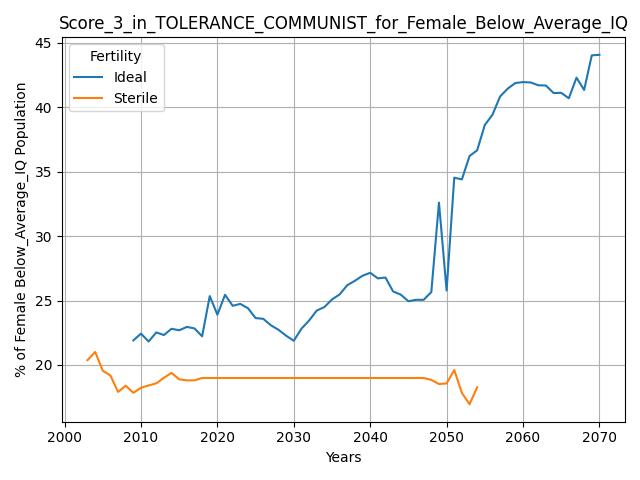 Score_3_in_TOLERANCE_COMMUNIST_for_Female_Below_Average_IQ
Fertility
Ideal
Sterile
% of Female Below_Average_IQ Population
45
40
35
30
25
20
2000
2010
2020
2030
2040
2050
2060
2070
Years